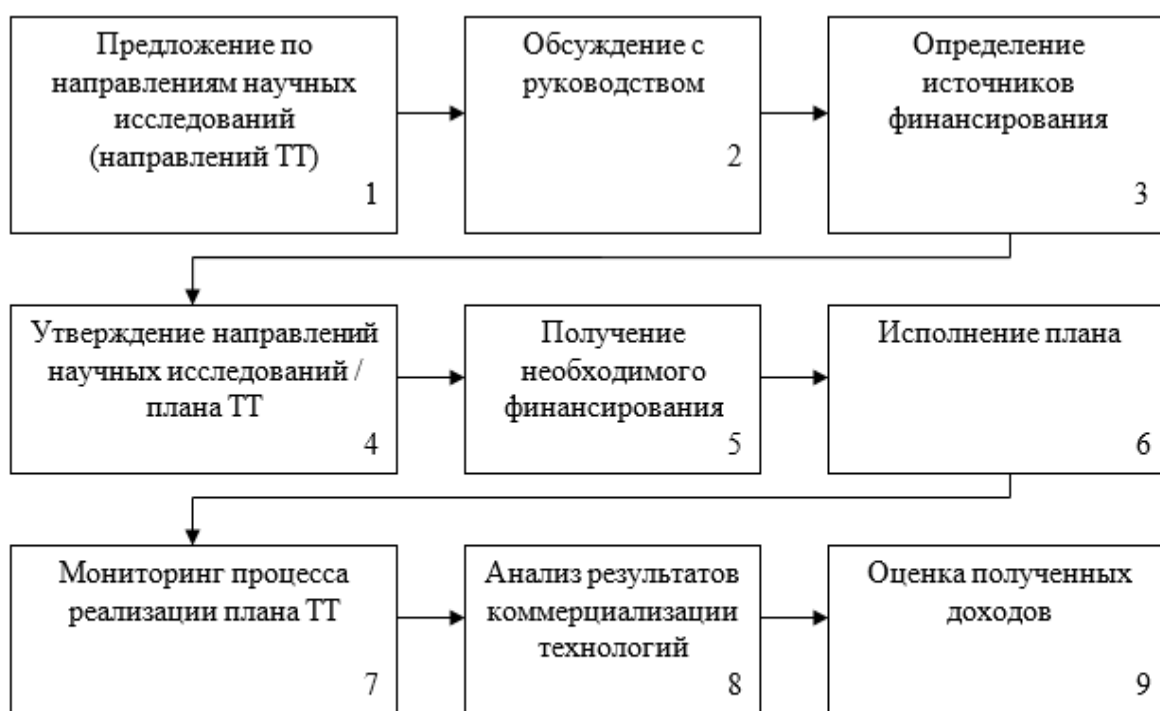 Предложение по
направлениям научных
исследований
(направлений ТТ)
1
Обсуждение с
руководством
2
Определение
источников
финансирования
3
Утверждение направлений
научных исследований /
плана ТТ
4
Получение
необходимого
финансирования
5
Исполнение плана
6
Мониторинг процесса
реализации плана ТТ
7
Анализ результатов
коммерциализации
технологий
8
Оценка полученных
доходов
9